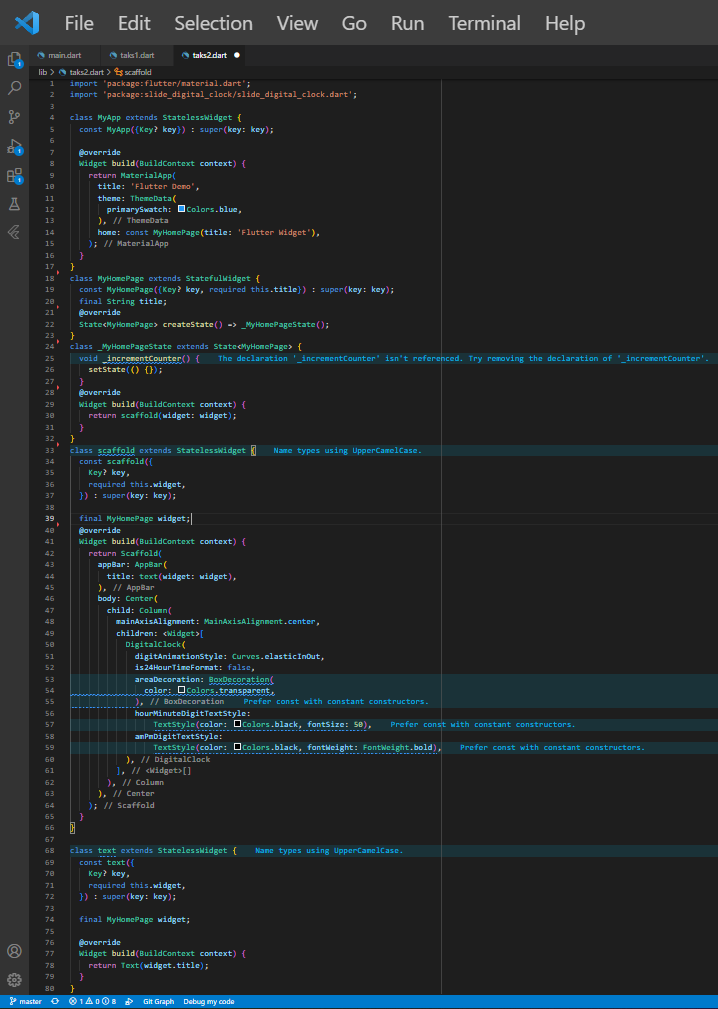 File Edit Selection View Go Run Terminal Help
main.dart taks1.dart taks2.dart
lib > taks2.dart > scaffold
1 import 'package:flutter/material.dart';
2 import 'package:slide_digital_clock/slide_digital_clock.dart';
3
4 class MyApp extends StatelessWidget {
5 const MyApp({Key? key}) : super(key: key);
6
7 @override
8 Widget build(BuildContext context) {
9 return MaterialApp(
10 title: 'Flutter Demo',
11 theme: ThemeData(
12 primarySwatch: Colors.blue,
13 ), // ThemeData
14 home: const MyHomePage(title: 'Flutter Widget'),
15 ); // MaterialApp
16 }
17 }
18 class MyHomePage extends StatefulWidget {
19 const MyHomePage({Key? key, required this.title}) : super(key: key);
20 final String title;
21 @override
22 State<MyHomePage> createState() => _MyHomePageState();
23 }
24 class _MyHomePageState extends State<MyHomePage> {
25 void _incrementCounter() { The declaration '_incrementCounter' isn't referenced. Try removing the declaration of '_incrementCounter'.
26 setState(() {});
27 }
28 @override
29 Widget build(BuildContext context) {
30 return scaffold(widget: widget);
31 }
32 }
33 class scaffold extends StatelessWidget { Name types using UpperCamelCase.
34 const scaffold({
35 Key? key,
36 required this.widget,
37 }) : super(key: key);
38
39 final MyHomePage widget;
40 @override
41 Widget build(BuildContext context) {
42 return Scaffold(
43 appBar: AppBar(
44 title: text(widget: widget),
45 ), // AppBar
46 body: Center(
47 child: Column(
48 mainAxisAlignment: MainAxisAlignment.center,
49 children: <Widget>[
50 DigitalClock(
51 digitAnimationStyle: Curves.elasticInOut,
52 is24HourTimeFormat: false,
53 areaDecoration: BoxDecoration(
54 color: Colors.transparent,
55 ), // BoxDecoration Prefer const with constant constructors.
56 hourMinuteDigitTextStyle:
57 TextStyle(color: Colors.black, fontSize: 50), Prefer const with constant constructors.
58 amPmDigitTextStyle:
59 TextStyle(color: Colors.black, fontWeight: FontWeight.bold), Prefer const with constant constructors.
60 ), // DigitalClock
61 ], // <Widget>[]
62 ), // Column
63 ), // Center
64 ); // Scaffold
65 }
66 }
67
68 class text extends StatelessWidget { Name types using UpperCamelCase.
69 const text({
70 Key? key,
71 required this.widget,
72 }) : super(key: key);
73
74 final MyHomePage widget;
75
76 @override
77 Widget build(BuildContext context) {
78 return Text(widget.title);
79 }
80 }
master 1 0 8 Git Graph Debug my code